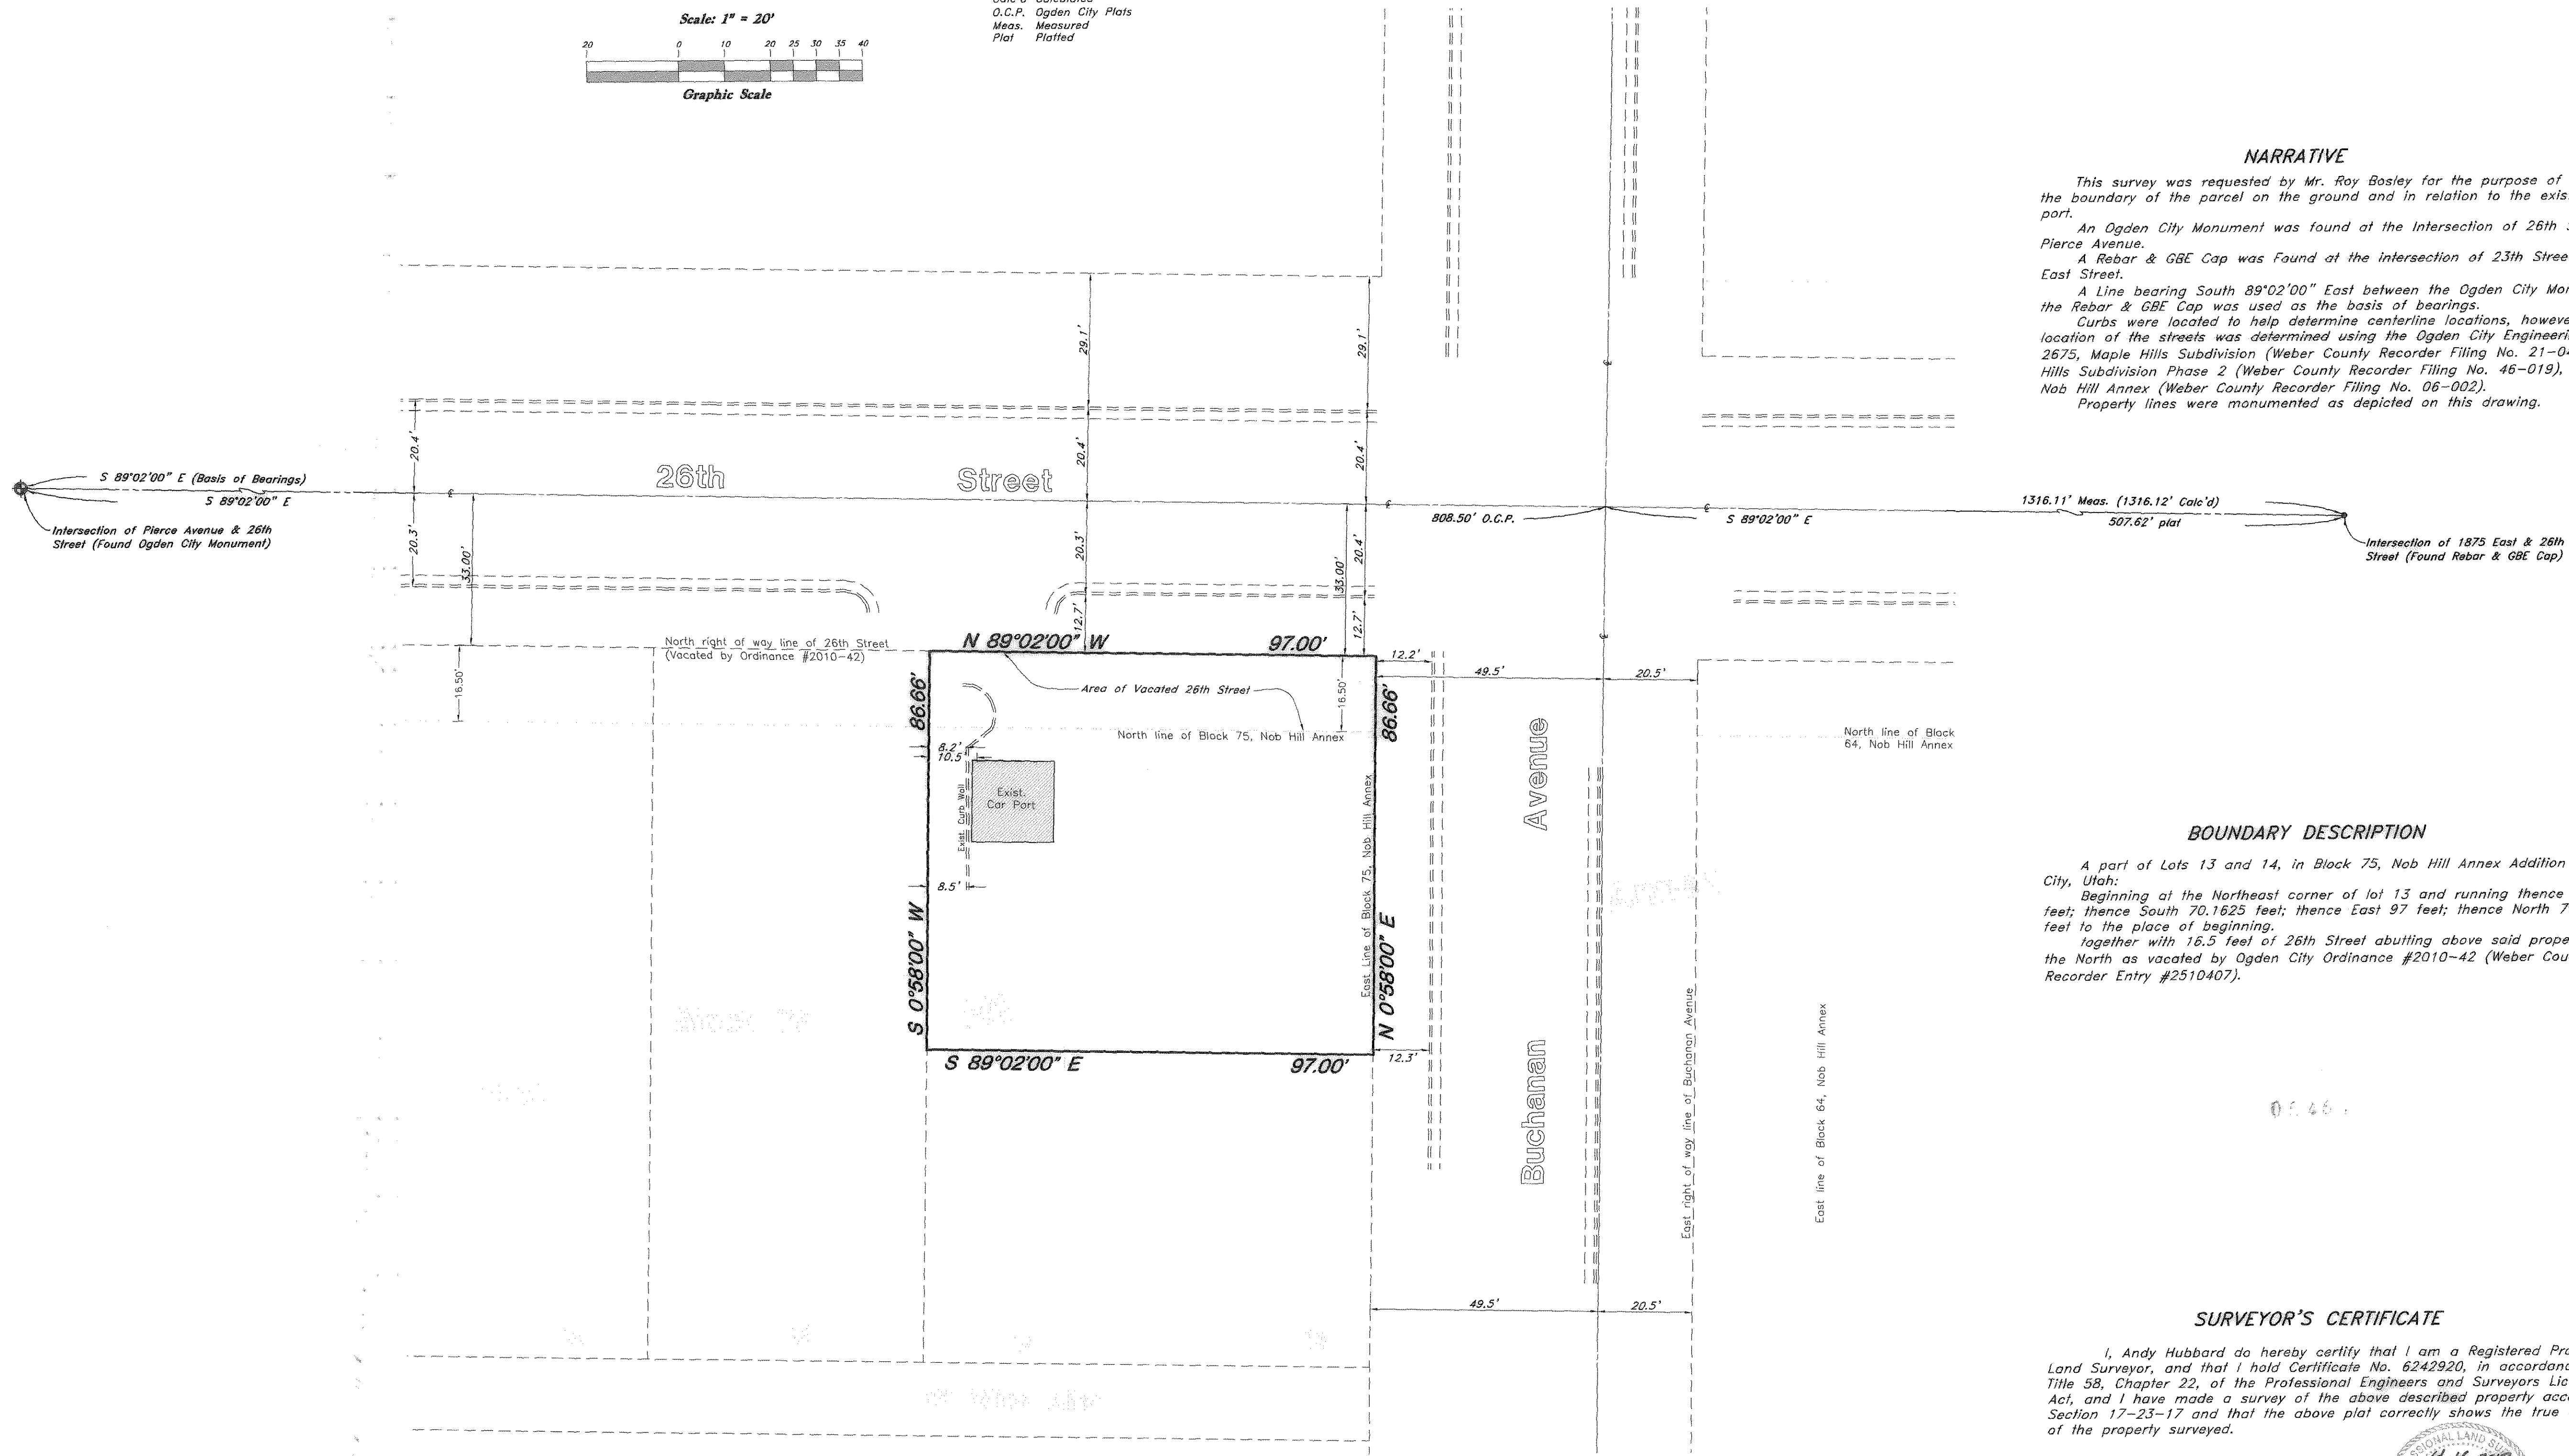 Scale: 1" = 20'
20 0 10 20 25 30 35 40
Graphic Scale
O.C.P. Ogden City Plats
Meas. Measured
Plat Platted
29.1'
29.1'
20.4'
20.4'
20.4'
26th Street
S 89°02'00" E (Basis of Bearings)
S 89°02'00" E
Intersection of Pierce Avenue & 26th
Street (Found Ogden City Monument)
808.50' O.C.P.
S 89°02'00" E
1316.11' Meas. (1316.12' Calc'd)
507.62' plat
Intersection of 1875 East & 26th
Street (Found Rebar & GBE Cap)
20.3'
33.00'
20.3'
33.00'
20.4'
12.7'
12.7'
North right of way line of 26th Street
(Vacated by Ordinance #2010-42)
16.50'
N 89°02'00" W 97.00'
12.2'
49.5'
20.5'
86.66'
Area of Vacated 26th Street
16.50'
86.66'
North line of Block 75, Nob Hill Annex
North line of Block
64, Nob Hill Annex
8.2'
10.5'
Exist. Curb Wall
Exist.
Car Port
8.5'
East Line of Block 75, Nob Hill Annex
S 0°58'00" W
N 0°58'00" E
S 89°02'00" E 97.00'
12.3'
Buchanan Avenue
East right of way line of Buchanan Avenue
East line of Block 64, Nob Hill Annex
49.5'
20.5'
NARRATIVE
This survey was requested by Mr. Roy Bosley for the purpose of
the boundary of the parcel on the ground and in relation to the exis
port.
An Ogden City Monument was found at the Intersection of 26th
Pierce Avenue.
A Rebar & GBE Cap was Found at the intersection of 23th Stree
East Street.
A Line bearing South 89°02'00" East between the Ogden City Mon
the Rebar & GBE Cap was used as the basis of bearings.
Curbs were located to help determine centerline locations, howeve
location of the streets was determined using the Ogden City Engineeri
2675, Maple Hills Subdivision (Weber County Recorder Filing No. 21-0
Hills Subdivision Phase 2 (Weber County Recorder Filing No. 46-019),
Nob Hill Annex (Weber County Recorder Filing No. 06-002).
Property lines were monumented as depicted on this drawing.
BOUNDARY DESCRIPTION
A part of Lots 13 and 14, in Block 75, Nob Hill Annex Addition
City, Utah:
Beginning at the Northeast corner of lot 13 and running thence
feet; thence South 70.1625 feet; thence East 97 feet; thence North 7
feet to the place of beginning.
together with 16.5 feet of 26th Street abutting above said prope
the North as vacated by Ogden City Ordinance #2010-42 (Weber Cou
Recorder Entry #2510407).
SURVEYOR'S CERTIFICATE
I, Andy Hubbard do hereby certify that I am a Registered Pro
Land Surveyor, and that I hold Certificate No. 6242920, in accordanc
Title 58, Chapter 22, of the Professional Engineers and Surveyors Lic
Act, and I have made a survey of the above described property acc
Section 17-23-17 and that the above plat correctly shows the true
of the property surveyed.